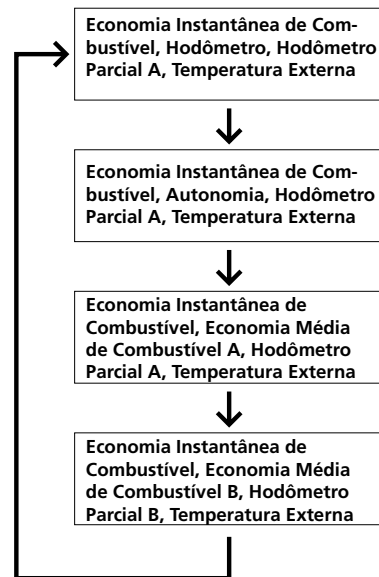 Economia Instantânea de Com-
bustível, Hodômetro, Hodômetro
Parcial A, Temperatura Externa
Economia Instantânea de Com-
bustível, Autonomia, Hodômetro
Parcial A, Temperatura Externa
Economia Instantânea de
Combustível, Economia Média
de Combustível A, Hodômetro
Parcial A, Temperatura Externa
Economia Instantânea de
Combustível, Economia Média
de Combustível B, Hodômetro
Parcial B, Temperatura Externa